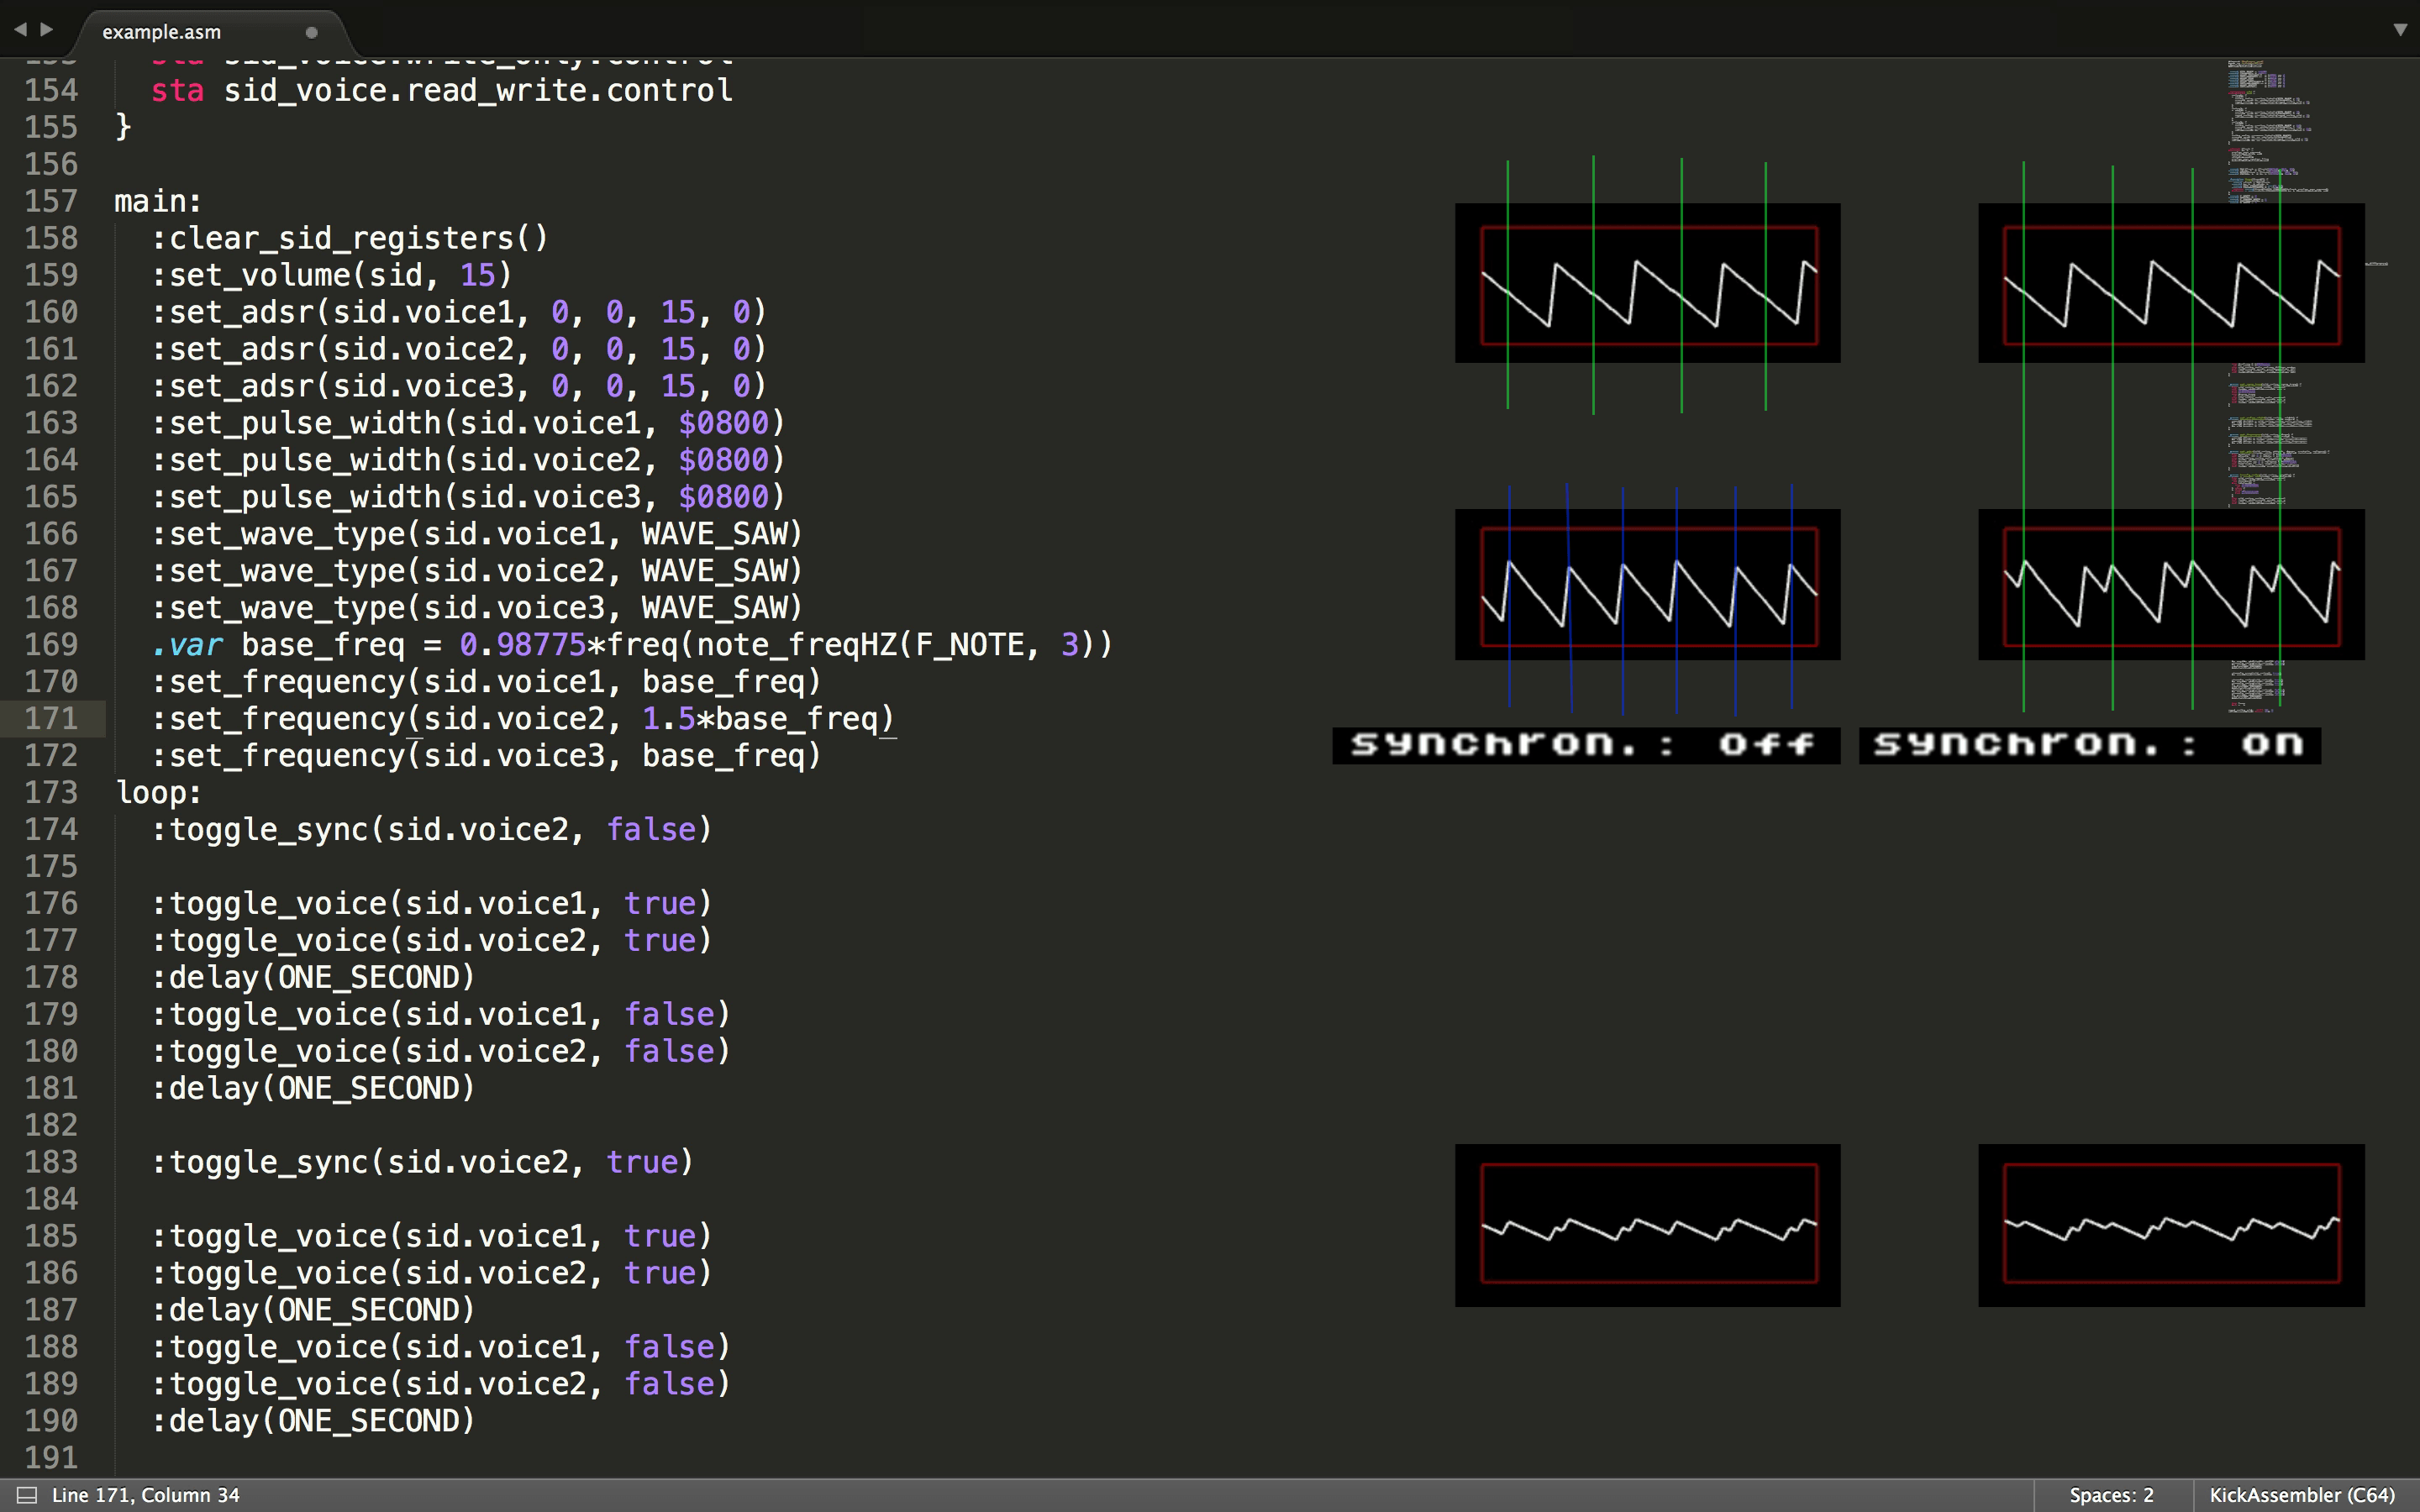 example.asm
154 sta sid_voice.read_write.control
155 }
156
157 main:
158 :clear_sid_registers()
159 :set_volume(sid, 15)
160 :set_adsr(sid.voice1, 0, 0, 15, 0)
161 :set_adsr(sid.voice2, 0, 0, 15, 0)
162 :set_adsr(sid.voice3, 0, 0, 15, 0)
163 :set_pulse_width(sid.voice1, $0800)
164 :set_pulse_width(sid.voice2, $0800)
165 :set_pulse_width(sid.voice3, $0800)
166 :set_wave_type(sid.voice1, WAVE_SAW)
167 :set_wave_type(sid.voice2, WAVE_SAW)
168 :set_wave_type(sid.voice3, WAVE_SAW)
169 .var base_freq = 0.98775*freq(note_freqHZ(F_NOTE, 3))
170 :set_frequency(sid.voice1, base_freq)
171 :set_frequency(sid.voice2, 1.5*base_freq)
172 :set_frequency(sid.voice3, base_freq)
synchron.: off
synchron.: on
173 loop:
174 :toggle_sync(sid.voice2, false)
175
176 :toggle_voice(sid.voice1, true)
177 :toggle_voice(sid.voice2, true)
178 :delay(ONE_SECOND)
179 :toggle_voice(sid.voice1, false)
180 :toggle_voice(sid.voice2, false)
181 :delay(ONE_SECOND)
182
183 :toggle_sync(sid.voice2, true)
184
185 :toggle_voice(sid.voice1, true)
186 :toggle_voice(sid.voice2, true)
187 :delay(ONE_SECOND)
188 :toggle_voice(sid.voice1, false)
189 :toggle_voice(sid.voice2, false)
190 :delay(ONE_SECOND)
191
Line 171, Column 34
Spaces: 2
KickAssembler (C64)